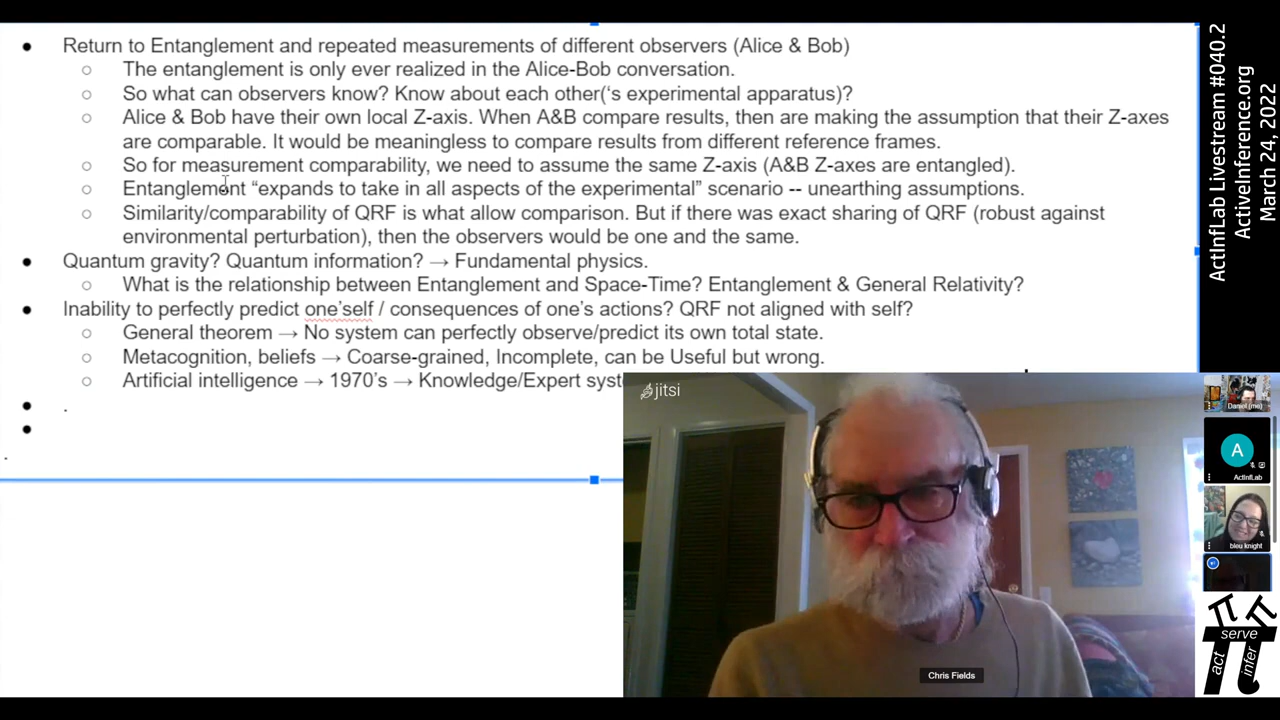 Return to Entanglement and repeated measurements of different observers (Alice & Bob)
The entanglement is only ever realized in the Alice-Bob conversation.
So what can observers know? Know about each other('s experimental apparatus)?
Alice & Bob have their own local Z-axis. When A&B compare results, then are making the assumption that their Z-axes
are comparable. It would be meaningless to compare results from different reference frames.
So for measurement comparability, we need to assume the same Z-axis (A&B Z-axes are entangled).
Entanglement “expands to take in all aspects of the experimental” scenario -- unearthing assumptions.
Similarity/comparability of QRF is what allow comparison. But if there was exact sharing of QRF (robust against
environmental perturbation), then the observers would be one and the same.
Quantum gravity? Quantum information? → Fundamental physics.
What is the relationship between Entanglement and Space-Time? Entanglement & General Relativity?
Inability to perfectly predict one'self / consequences of one's actions? QRF not aligned with self?
General theorem → No system can perfectly observe/predict its own total state.
Metacognition, beliefs → Coarse-grained, Incomplete, can be Useful but wrong.
Artificial intelligence → 1970's → Knowledge/Expert syst
jitsi
Chris Fields
ActInfLab Livestream #040.2
ActiveInference.org
March 24, 2022
Daniel (me)
A
ActInfLab
bleu knight
serve
act
infer